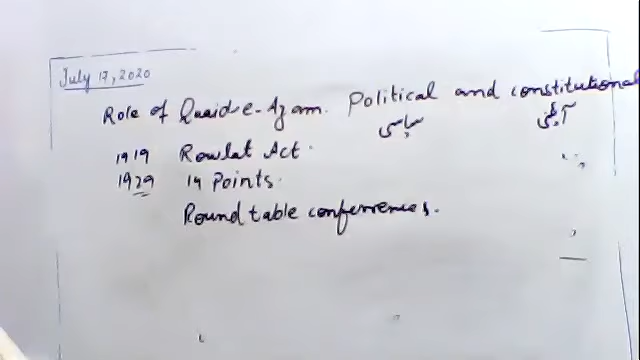 July 17, 2020
Role of Quaid-e-Azam. Political and constitutional
سیاسی آئینی
1919 Rowlat Act.
1929 14 Points.
Round table conferences.